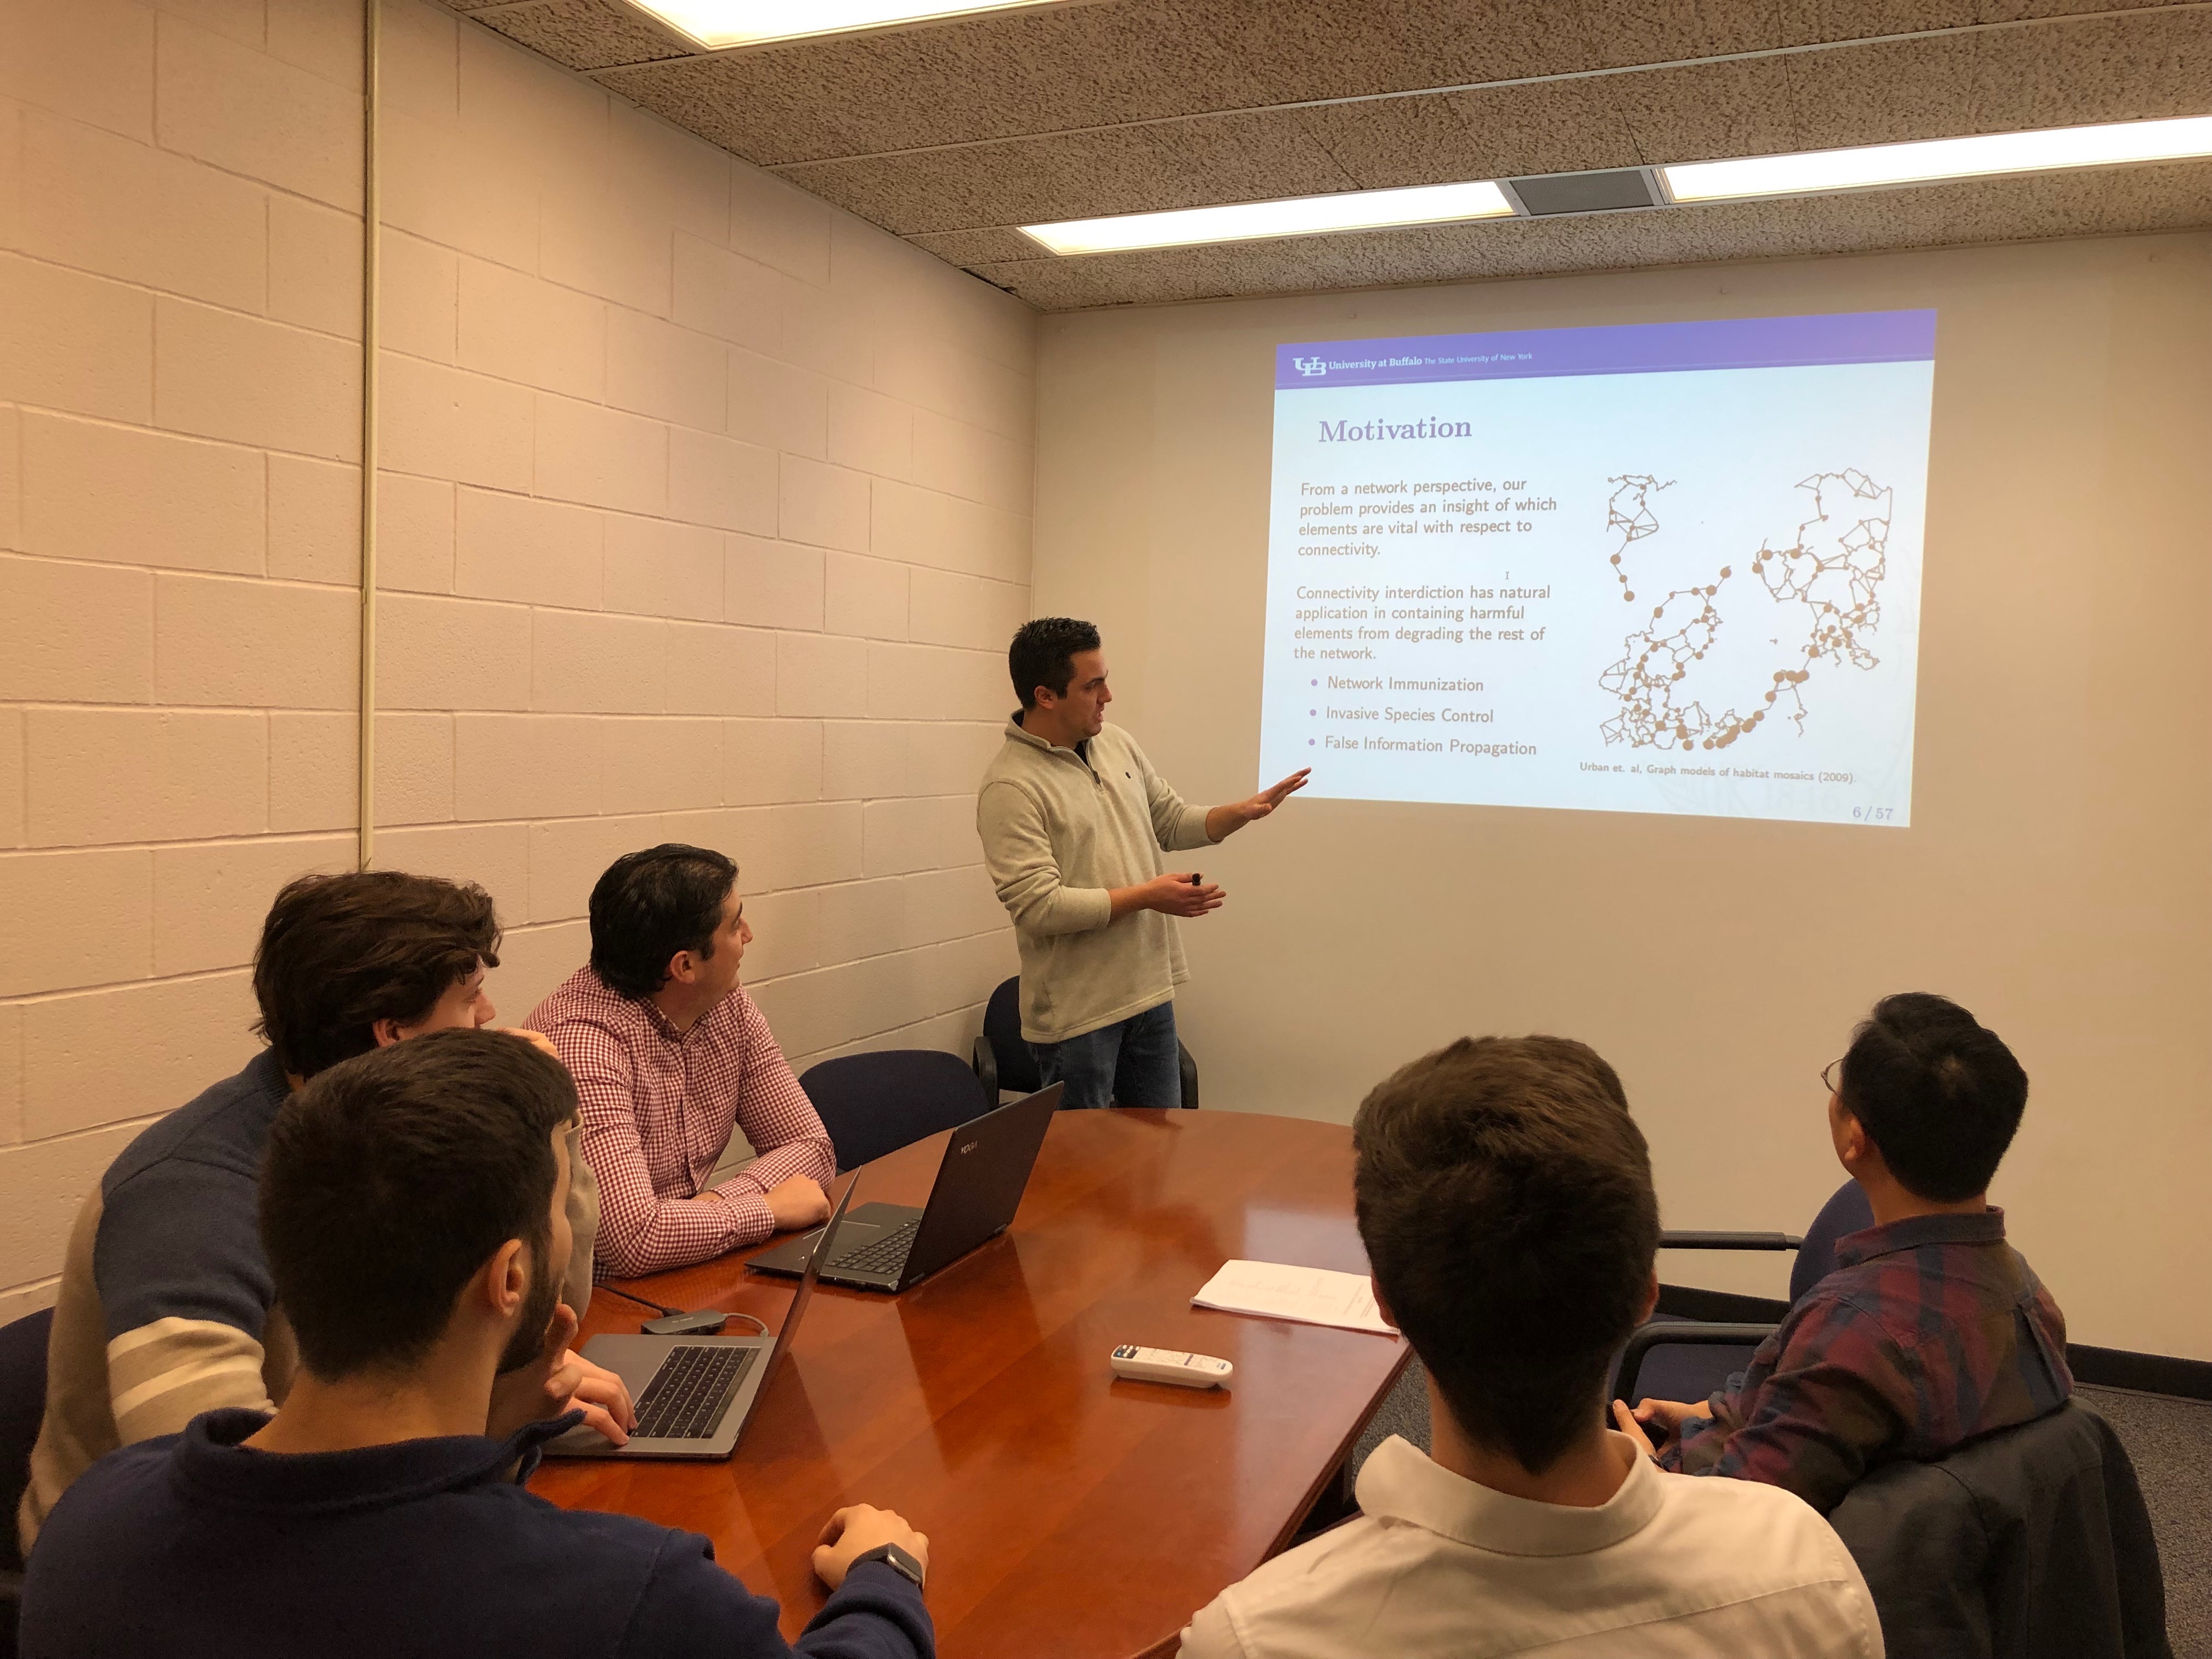 University at Buffalo The State University of New York
Motivation
From a network perspective, our
problem provides an insight of which
elements are vital with respect to
connectivity.
Connectivity interdiction has natural
application in containing harmful
elements from degrading the rest of
the network.
• Network Immunization
• Invasive Species Control
• False Information Propagation
Urban et. al, Graph models of habitat mosaics (2009).
6 / 57
YOGA